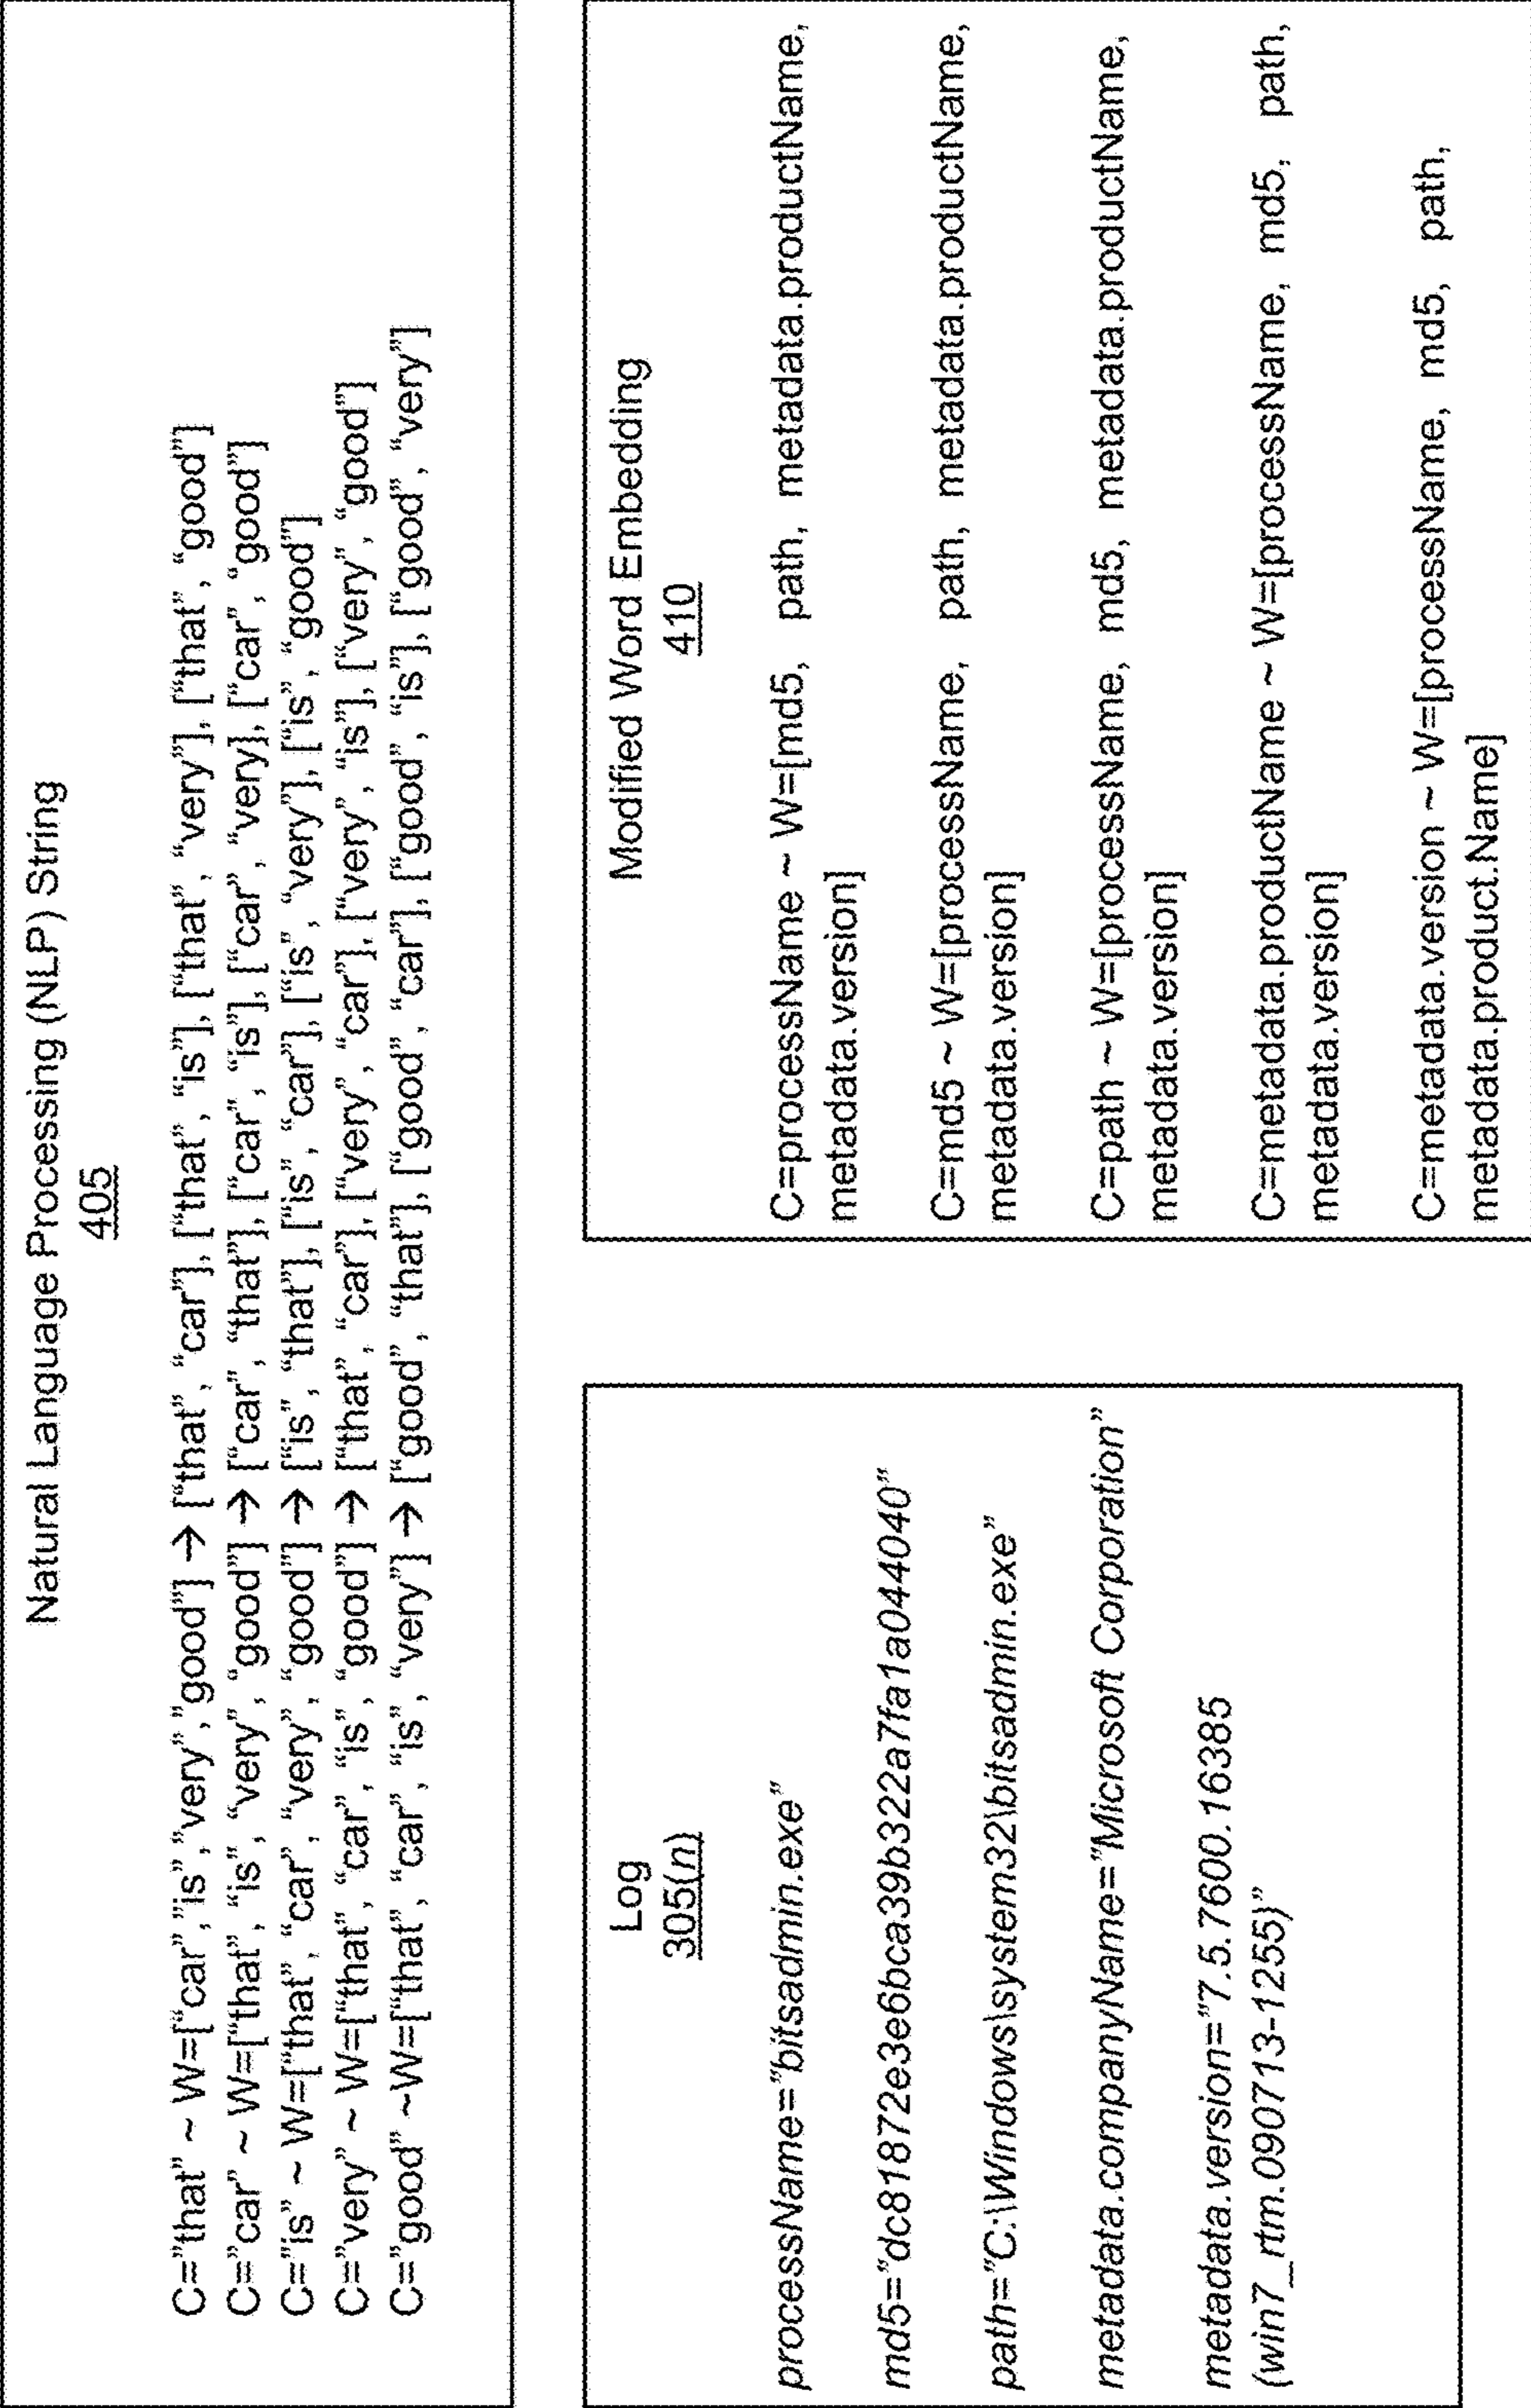 Natural Language Processing (NLP) String
405
C=”that” ~ W=[“car”,”is”,”very”,”good”] → [“that”, “car”], [“that”, “is”], [“that”, “very”], [“that”, “good”]
C=”car” ~ W=[“that”, “is”, “very”, “good”] → [“car”, “that”], [“car”, “is”], [“car”, “very], [“car”, “good”]
C=”is” ~ W=[“that”, “car”, “very”, “good”] → [“is”, “that”], [“is”, “car”], [“is”, “very”], [“is”, “good”]
C=”very” ~ W=[“that”, “car”, “is”, “good”] → [“that”, “car”], [“very”, “car”], [“very”, “is”], [“very”, “good”]
C=”good” ~W=[“that”, “car”, “is”, “very”] → [“good”, “that”], [“good”, “car”], [“good”, “is”], [“good”, “very”]
Log
305(n)
processName=”bitsadmin.exe”
md5=”dc81872e3e6bca39b322a7fa1a044040”
path=”C:\Windows\system32\bitsadmin.exe”
metadata.companyName=”Microsoft Corporation”
metadata.version=”7.5.7600.16385
(win7_rtm.090713-1255)”
Modified Word Embedding
410
C=processName ~ W=[md5, path, metadata.productName,
metadata.version]
C=md5 ~ W=[processName, path, metadata.productName,
metadata.version]
C=path ~ W=[processName, md5, metadata.productName,
metadata.version]
C=metadata.productName ~ W=[processName, md5, path,
metadata.version]
C=metadata.version ~ W=[processName, md5, path,
metadata.product.Name]